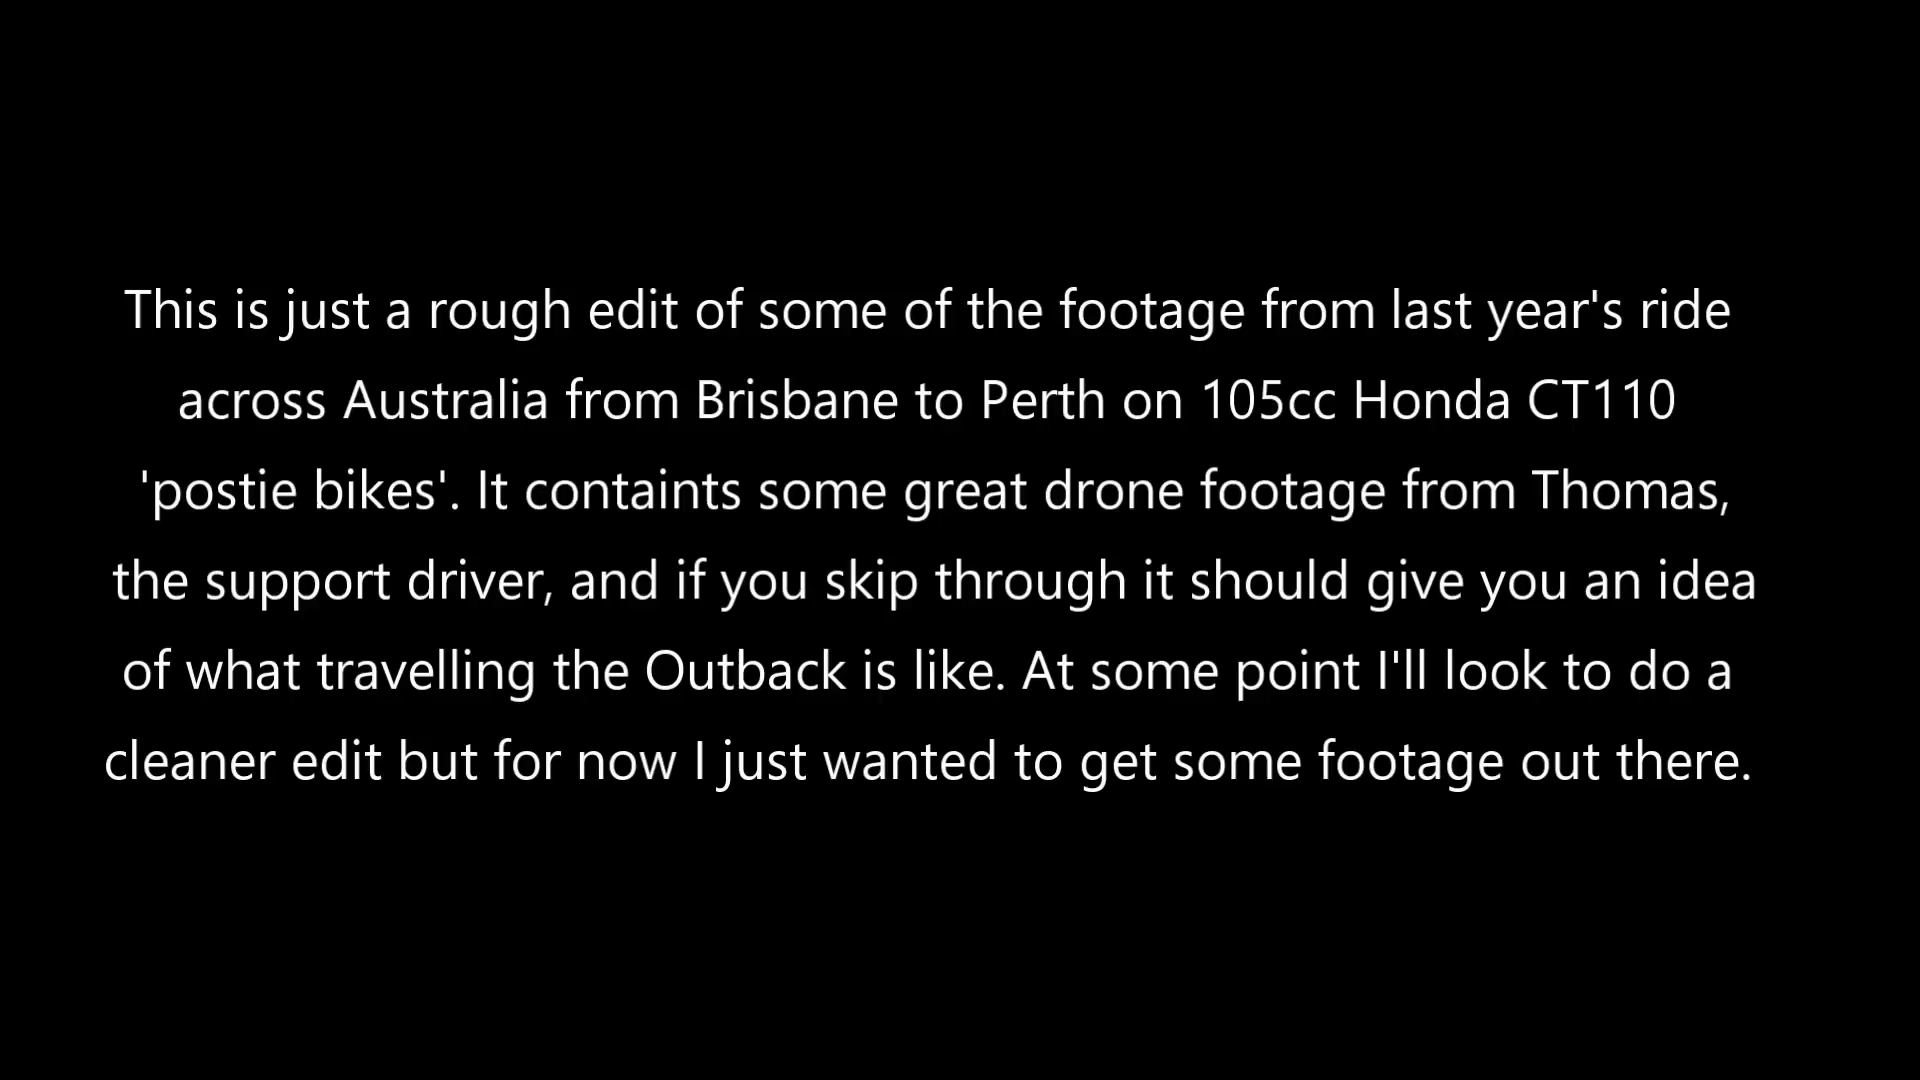 This is just a rough edit of some of the footage from last year's ride
across Australia from Brisbane to Perth on 105cc Honda CT110
'postie bikes'. It containts some great drone footage from Thomas,
the support driver, and if you skip through it should give you an idea
of what travelling the Outback is like. At some point I'll look to do a
cleaner edit but for now I just wanted to get some footage out there.